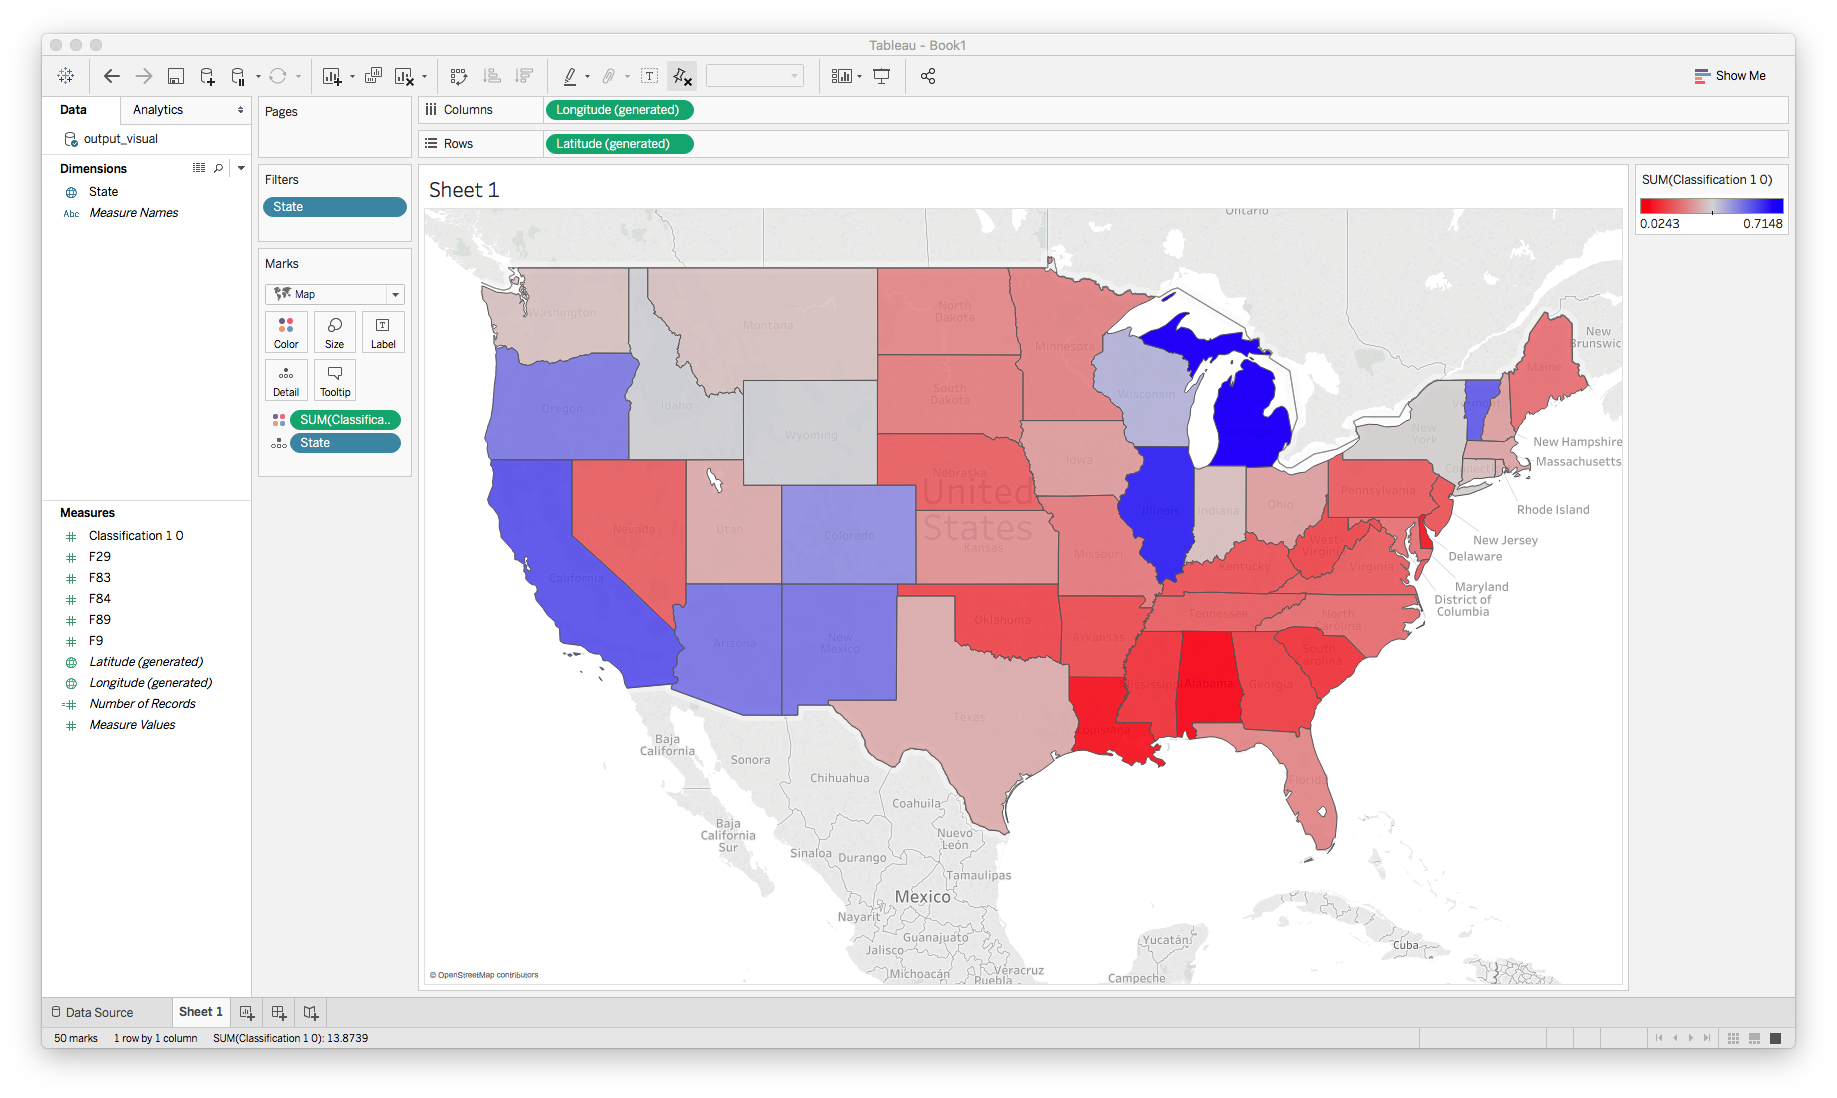 Tableau - Book1
Show Me
Data
Analytics
Pages
Columns
Longitude (generated)
output_visual
Rows
Latitude (generated)
Dimensions
State
Abc Measure Names
Filters
State
Sheet 1
SUM(Classification 1 0)
0.0243 0.7148
Marks
Map
Color Size Label
Detail Tooltip
SUM(Classifica..
State
Measures
Classification 1 0
F29
F83
F84
F89
F9
Latitude (generated)
Longitude (generated)
Number of Records
Measure Values
Ontario
Washington
Montana
North
Dakota
Minnesota
New
Brunswic
Maine
Oregon
Idaho
South
Dakota
Wisconsin
Vermont
Wyoming
New
York
New Hampshire
Iowa
Massachusetts
Nebraska
United
States
Pennsylvania
Rhode Island
Nevada
Utah
Colorado
Kansas
Missouri
Illinois
Indiana
Ohio
West
Virginia
New Jersey
Delaware
California
Kentucky
Virginia
Maryland
District of
Columbia
Arizona
New
Mexico
Oklahoma
Arkansas
Tennessee
North
Carolina
South
Carolina
Mississippi
Alabama
Georgia
Texas
Louisiana
Florida
Baja
California
Sonora
Chihuahua
Coahuila
Baja
California
Sur
Nuevo
León
Sinaloa
Durango
Tamaulipas
Mexico
Nayarit
Guanajuato
Jalisco
Yucatán
Cuba
Michoacán
Veracruz
Puebla
Campeche
© OpenStreetMap contributors
Data Source
Sheet 1
50 marks 1 row by 1 column SUM(Classification 1 0): 13.8739